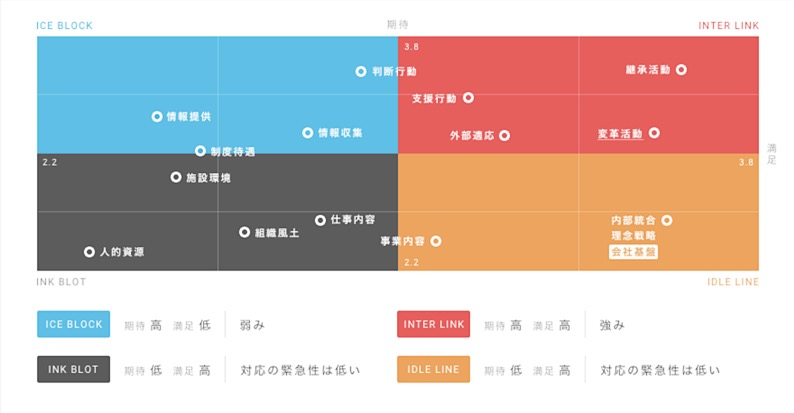 ICE BLOCK
期待
INTER LINK
3.8
判断行動
継承活動
支援行動
情報提供
情報収集
外部適応
変革活動
制度待遇
満足
2.2
3.8
施設環境
仕事内容
内部統合
組織風土
理念戦略
事業内容
人的資源
会社基盤
2.2
INK BLOT
IDLE LINE
ICE BLOCK 期待 高 満足 低 弱み
INTER LINK 期待 高 満足 高 強み
INK BLOT 期待 低 満足 高 対応の緊急性は低い
IDLE LINE 期待 低 満足 高 対応の緊急性は低い